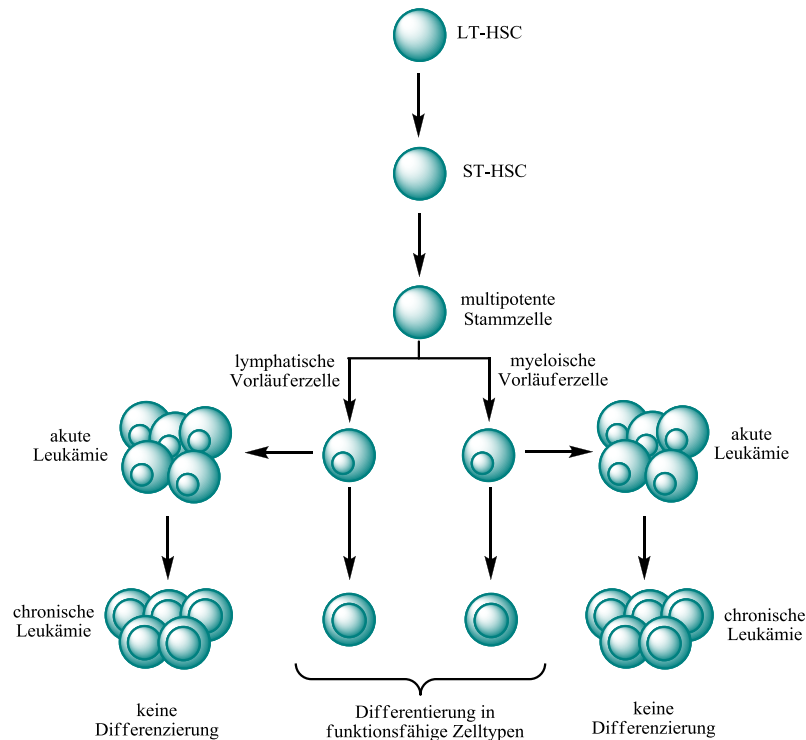 LT-HSC
ST-HSC
multipotente
Stammzelle
lymphatische
Vorläuferzelle
myeloische
Vorläuferzelle
akute
Leukämie
akute
Leukämie
chronische
Leukämie
chronische
Leukämie
keine
Differenzierung
Differentierung in
funktionsfähige Zelltypen
keine
Differenzierung